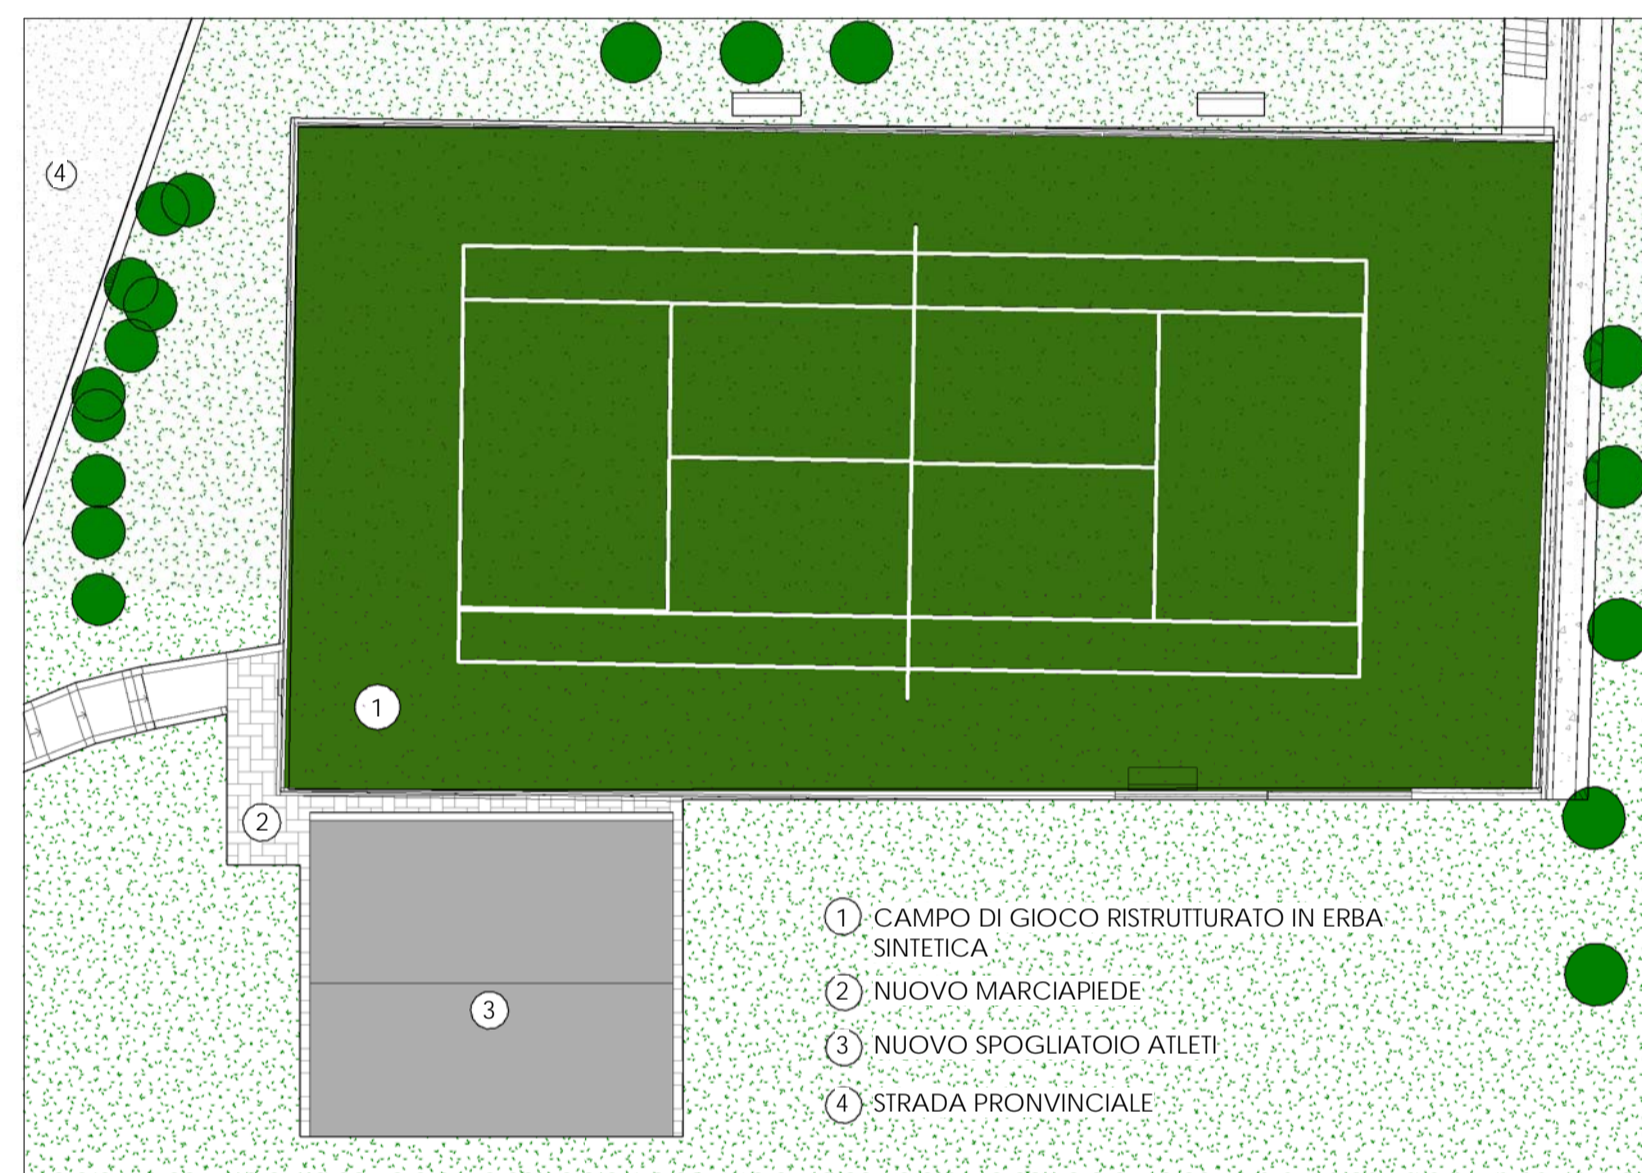 4
1
2
3
1 CAMPO DI GIOCO RISTRUTTURATO IN ERBA
SINTETICA
2 NUOVO MARCIAPIEDE
3 NUOVO SPOGLIATOIO ATLETI
4 STRADA PRONVINCIALE